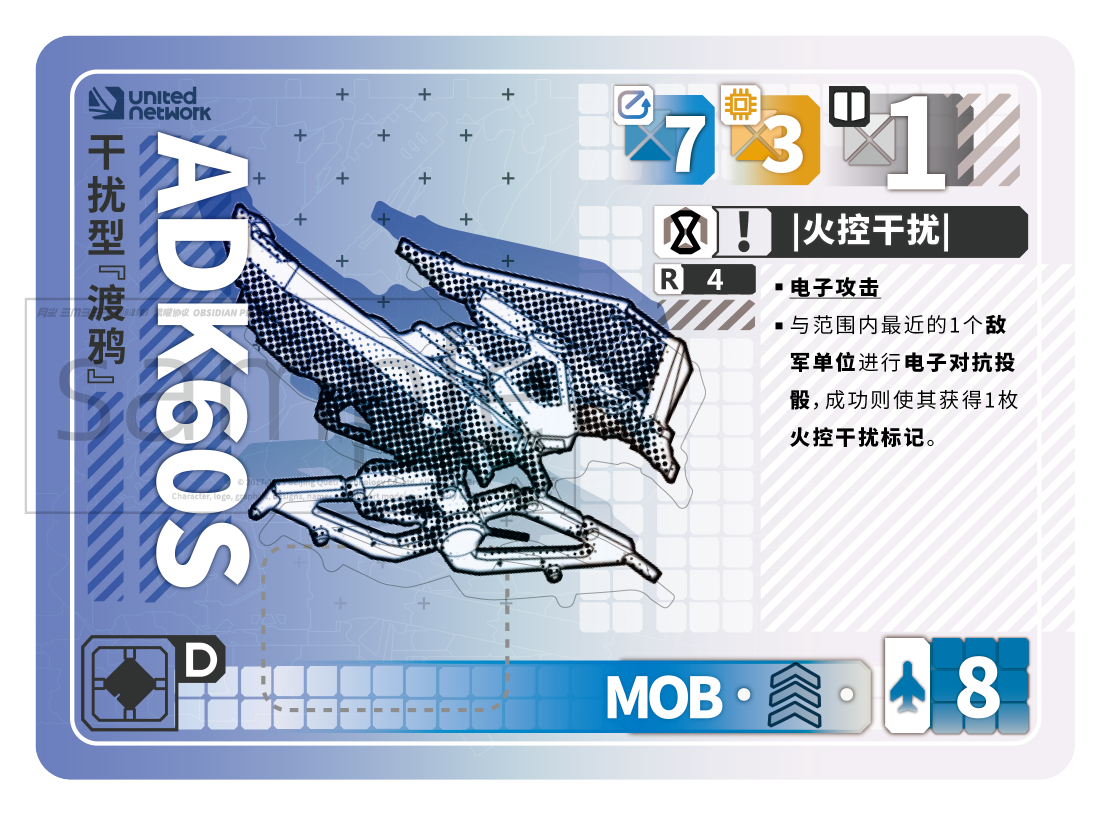 UNITED
NETWORK
干扰型『渡鸦』
ADK60S
7
3
1
!
|火控干扰|
R 4
▪ 电子攻击
▪ 与范围内最近的1个敌
军单位进行电子对抗投
骰，成功则使其获得1枚
火控干扰标记。
sample
D
MOB
8